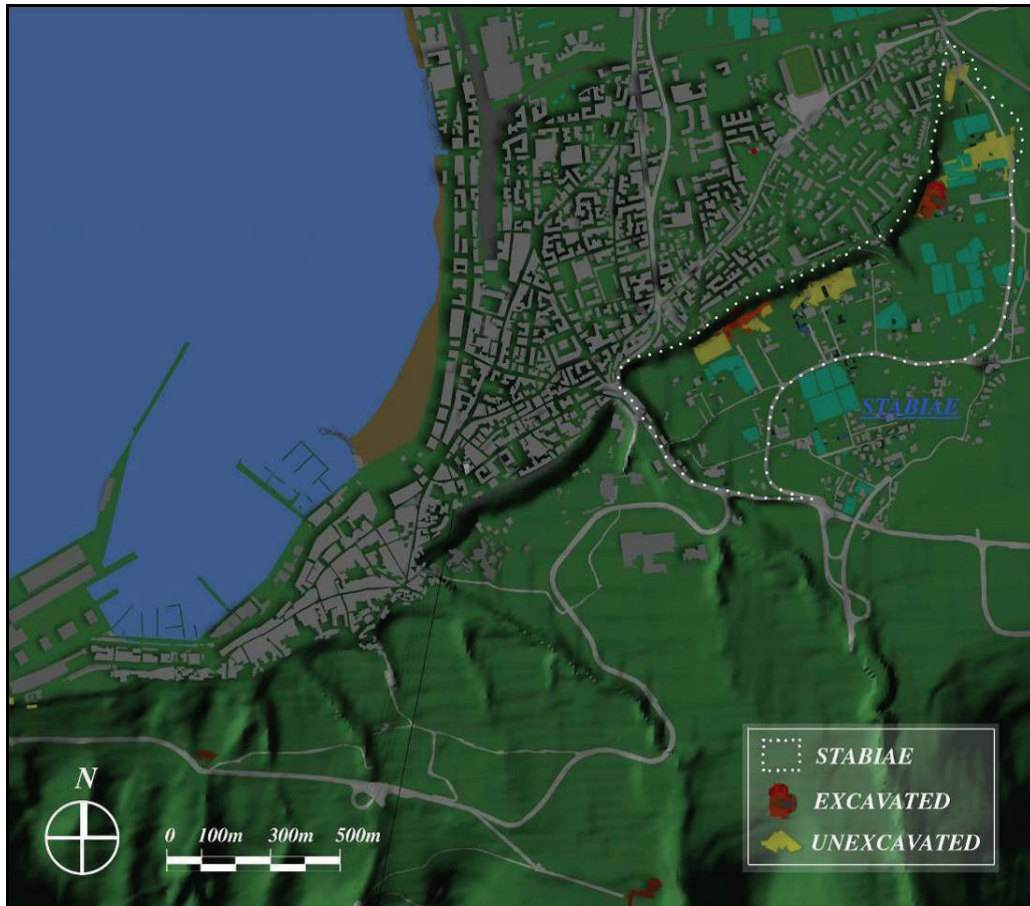 STABIAE
N
0 100m 300m 500m
STABIAE
EXCAVATED
UNEXCAVATED